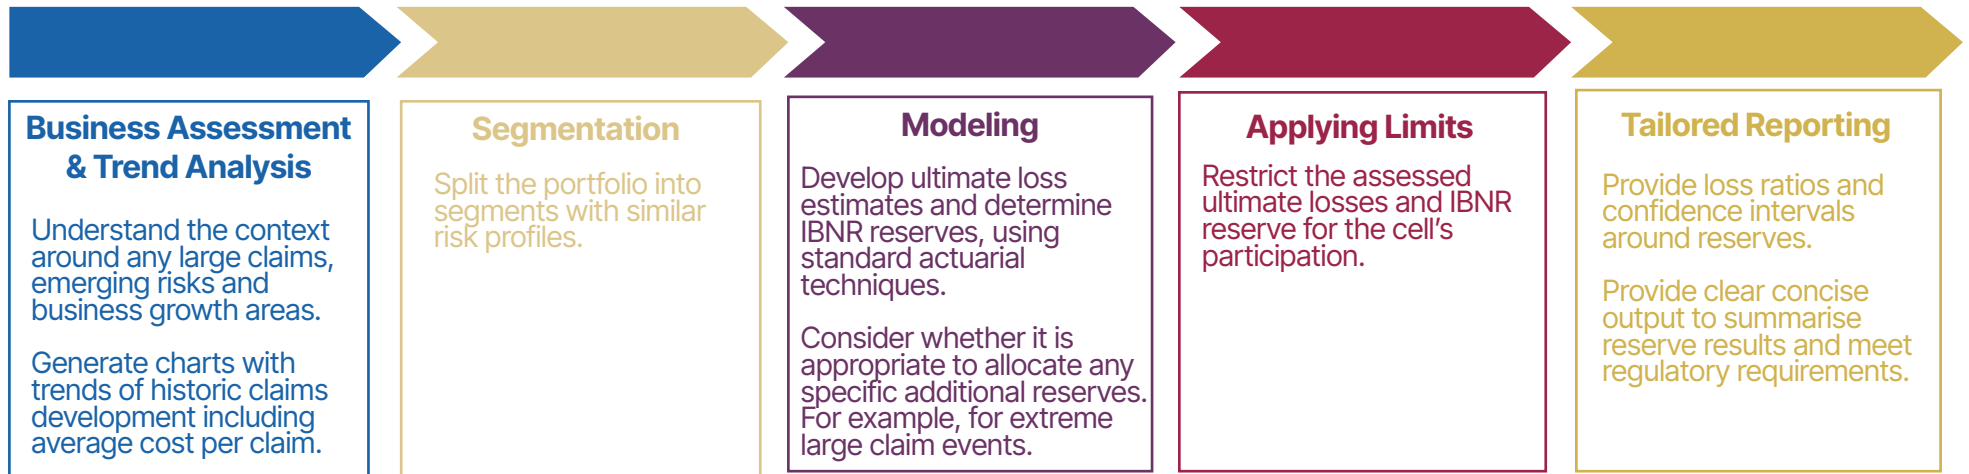 Business Assessment
& Trend Analysis
Understand the context
around any large claims,
emerging risks and
business growth areas.
Generate charts with
trends of historic claims
development including
average cost per claim.
Segmentation
Split the portfolio into
segments with similar
risk profiles.
Modeling
Develop ultimate loss
estimates and determine
IBNR reserves, using
standard actuarial
techniques.
Consider whether it is
appropriate to allocate any
specific additional reserves.
For example, for extreme
large claim events.
Applying Limits
Restrict the assessed
ultimate losses and IBNR
reserve for the cell’s
participation.
Tailored Reporting
Provide loss ratios and
confidence intervals
around reserves.
Provide clear concise
output to summarise
reserve results and meet
regulatory requirements.